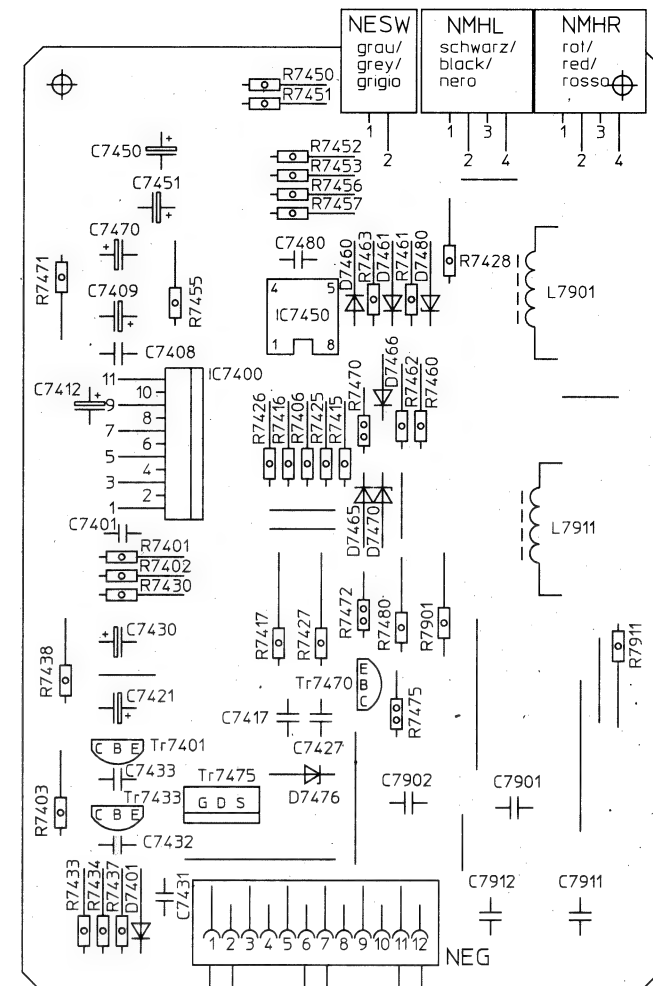 NESW
grau/
grey/
grigio
NMHL
schwarz/
black/
nero
NMHR
rot/
red/
rosso
1
2
1
2
3
4
1
2
3
4
R7450
R7451
C7450
+
C7451
+
R7452
R7453
R7456
R7457
C7470
+
R7471
C7409
+
R7455
C7480
4
5
IC7450
1
8
D7460
R7463
D7461
R7461
D7480
R7428
L7901
C7408
C7412
+
IC7400
11
10
9
8
7
6
5
4
3
2
1
R7426
R7416
R7406
R7425
R7415
R7470
D7466
R7462
R7460
D7465
D7470
L7911
C7401
R7401
R7402
R7430
C7430
+
R7438
C7421
+
R7417
R7427
R7472
R7480
R7901
R7911
Tr7470
E
B
C
R7475
C7417
C7427
D7476
Tr7401
C B E
C7433
Tr7433
C B E
R7403
Tr7475
G D S
C7432
C7902
C7901
R7433
R7434
R7437
D7401
C7431
C7912
C7911
1 2 3 4 5 6 7 8 9 10 11 12
NEG